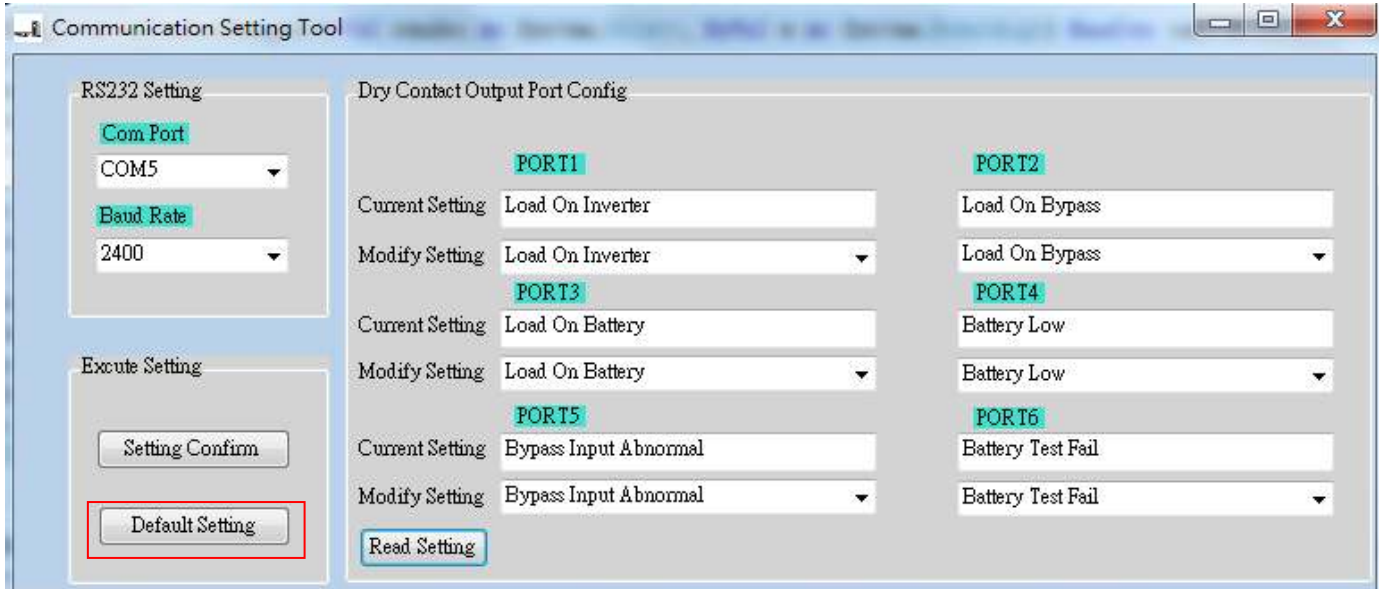 Communication Setting Tool
RS232 Setting
Com Port
COM5
Baud Rate
2400
Excute Setting
Setting Confirm
Default Setting
Dry Contact Output Port Config
PORT1 PORT2
Current Setting Load On Inverter Load On Bypass
Modify Setting Load On Inverter Load On Bypass
PORT3 PORT4
Current Setting Load On Battery Battery Low
Modify Setting Load On Battery Battery Low
PORT5 PORT6
Current Setting Bypass Input Abnormal Battery Test Fail
Modify Setting Bypass Input Abnormal Battery Test Fail
Read Setting